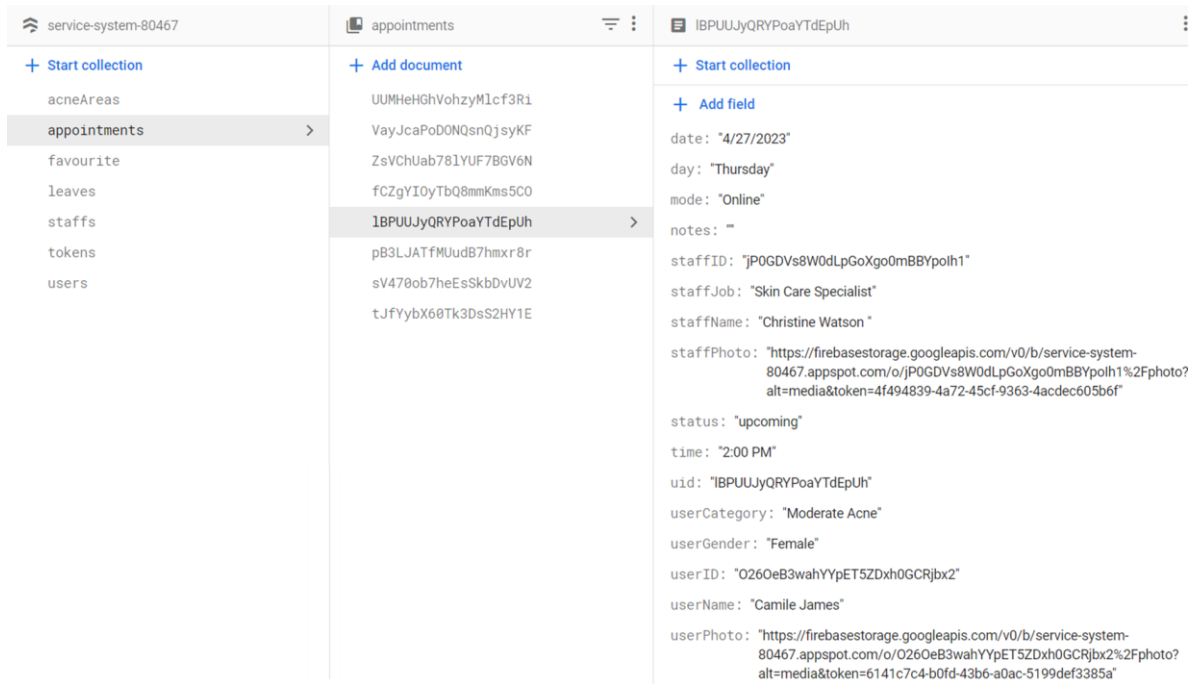 service-system-80467
Start collection
acneAreas
appointments
favourite
leaves
staffs
tokens
users
appointments
Add document
UUMHeHGhVohzyMlcf3Ri
VayJcaPoDONQsnQjsyKF
ZsVChUab78lYUF7BGV6N
fCZgYIOyTbQ8mmKms5CO
lBPUUJyQRYPoaYTdEpUh
pB3LJATfMUudB7hmxr8r
sV470ob7heEsSkbDvUV2
tJfYybX60Tk3DsS2HY1E
lBPUUJyQRYPoaYTdEpUh
Start collection
Add field
date: "4/27/2023"
day: "Thursday"
mode: "Online"
notes: ""
staffID: "jP0GDVs8W0dLpGoXgo0mBBYpoIh1"
staffJob: "Skin Care Specialist"
staffName: "Christine Watson "
staffPhoto: "https://firebasestorage.googleapis.com/v0/b/service-system-
80467.appspot.com/o/jP0GDVs8W0dLpGoXgo0mBBYpoIh1%2Fphoto?
alt=media&token=4f494839-4a72-45cf-9363-4acdec605b6f"
status: "upcoming"
time: "2:00 PM"
uid: "lBPUUJyQRYPoaYTdEpUh"
userCategory: "Moderate Acne"
userGender: "Female"
userID: "O26OeB3wahYYpET5ZDxh0GCRjbx2"
userName: "Camile James"
userPhoto: "https://firebasestorage.googleapis.com/v0/b/service-system-
80467.appspot.com/o/O26OeB3wahYYpET5ZDxh0GCRjbx2%2Fphoto?
alt=media&token=6141c7c4-b0fd-43b6-a0ac-5199def3385a"